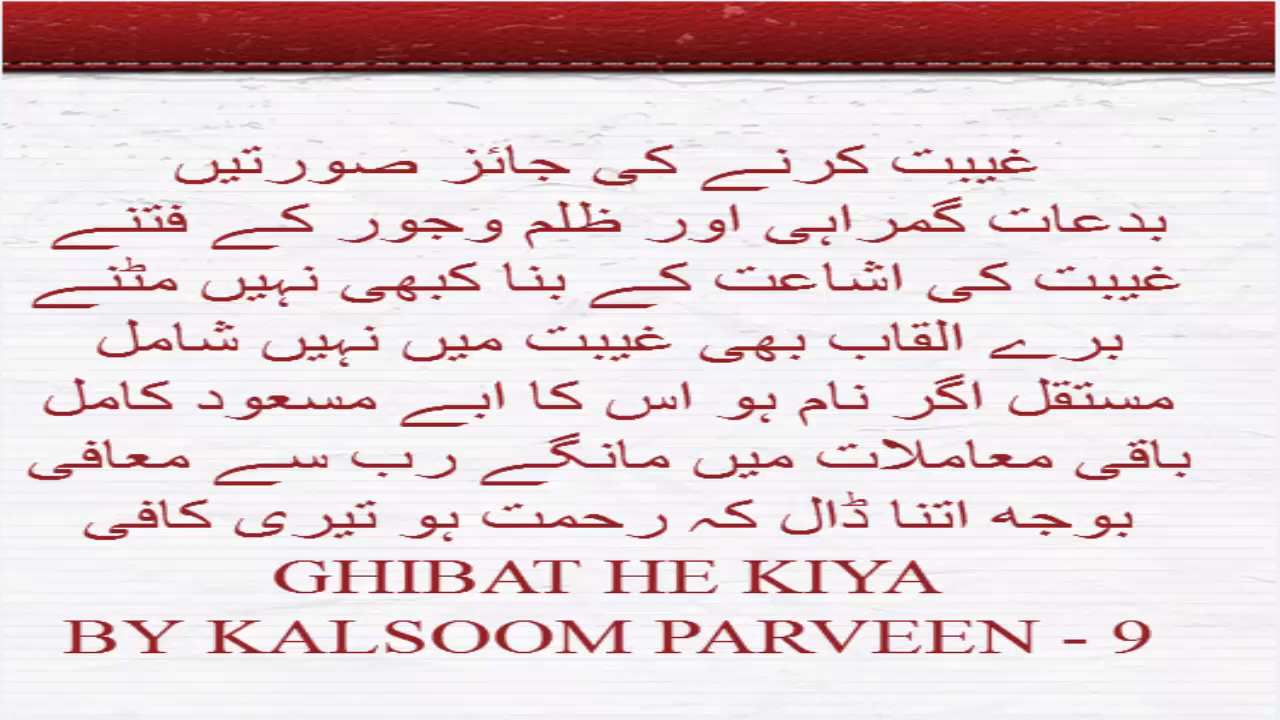 غیبت کرنے کی جائز صورتیں
بدعات گمراہی اور ظلم وجور کے فتنے
غیبت کی اشاعت کے بنا کبھی نہیں مٹنے
برے القاب بھی غیبت میں نہیں شامل
مستقل اگر نام ہو اس کا ابے مسعود کامل
باقی معاملات میں مانگے رب سے معافی
بوجھ اتنا ڈال کہ رحمت ہو تیری کافی
GHIBAT HE KIYA
BY KALSOOM PARVEEN - 9